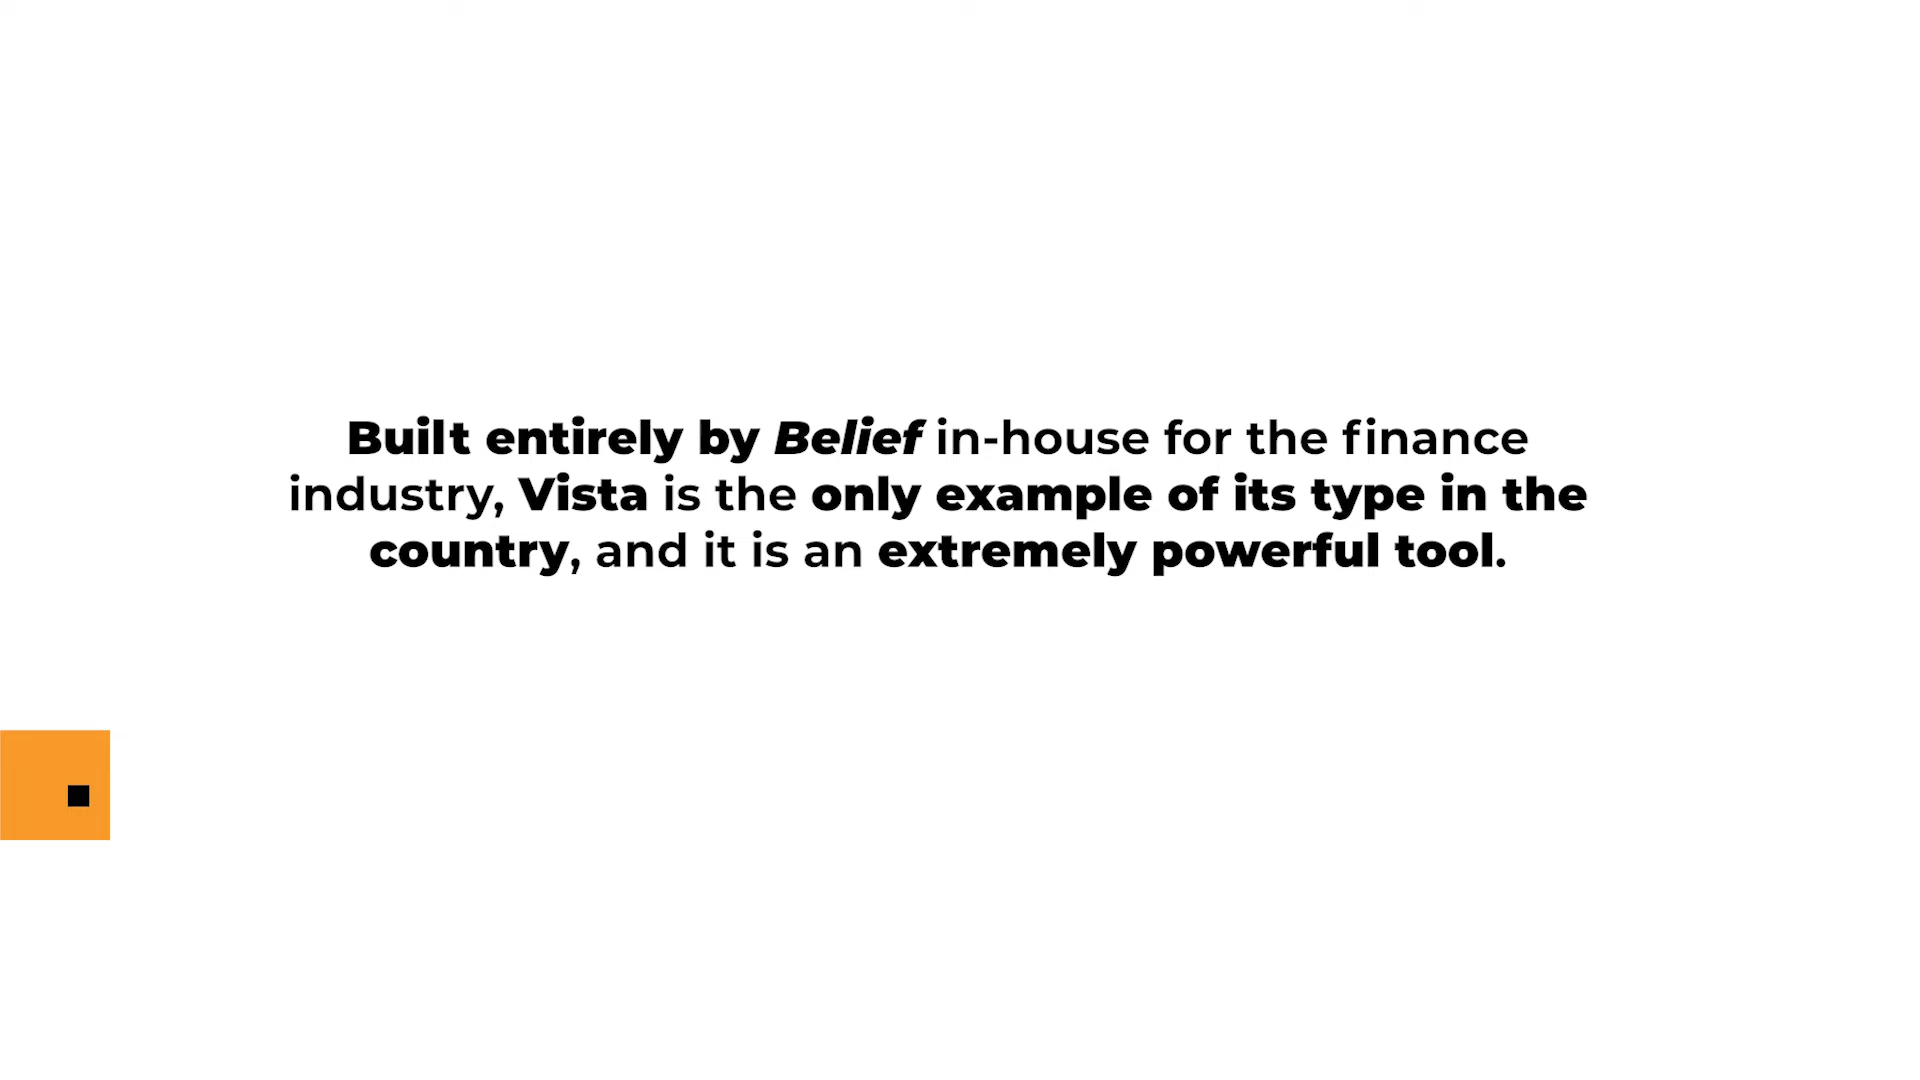 Built entirely by Belief in-house for the finance
industry, Vista is the only example of its type in the
country, and it is an extremely powerful tool.